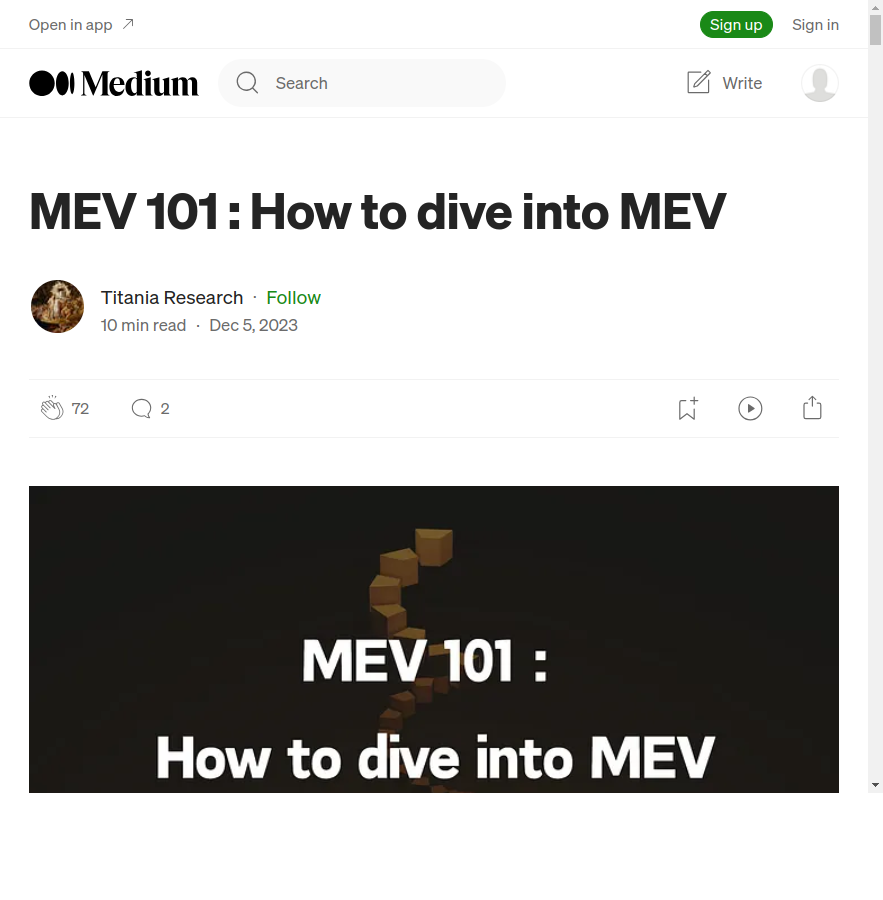 Open in app
Sign up
Sign in
Medium
Search
Write
MEV 101 : How to dive into MEV
Titania Research · Follow
10 min read · Dec 5, 2023
72
2
MEV 101 :
How to dive into MEV